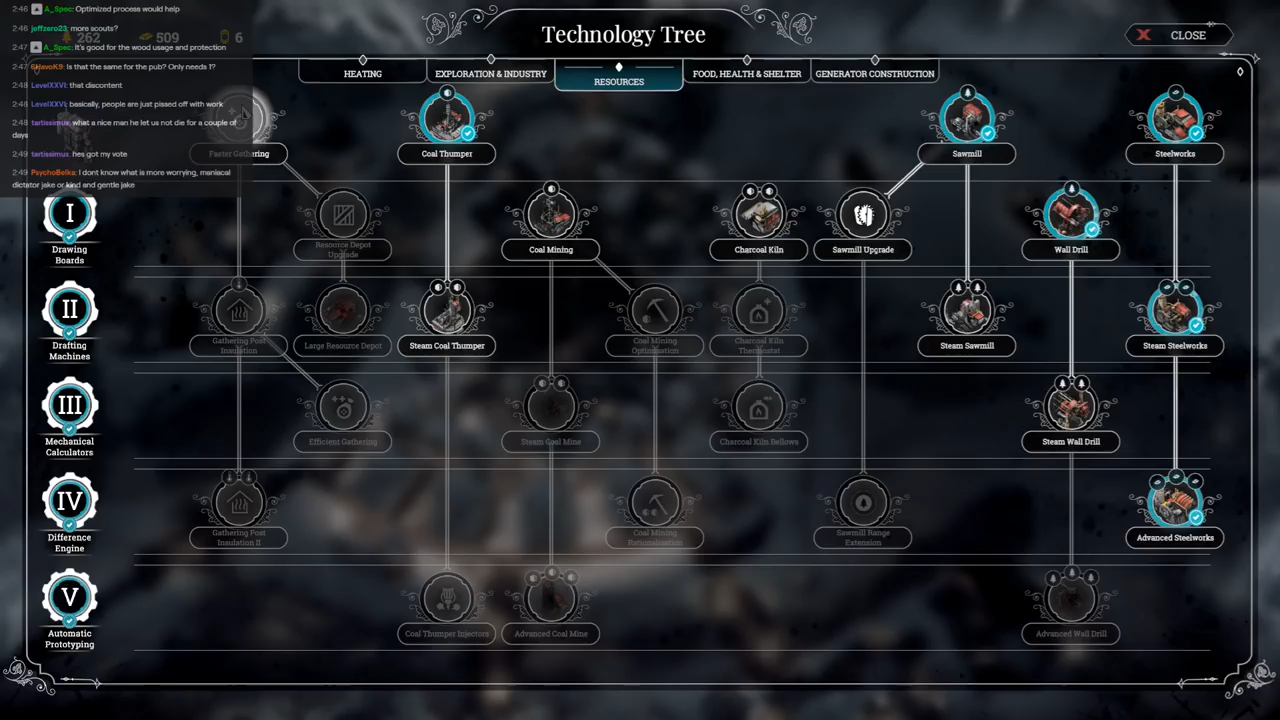 2:46 A_Spec: Optimized process would help
2:46 jeffzero23: more scouts?
262 509 6
2:47 A_Spec: It's good for the wood usage and protection
2:47 GHavoK9: Is that the same for the pub? Only needs 1?
2:48 LevelXXVI: that discontent
2:48 LevelXXVI: basically, people are just pissed off with work
2:48 tartissimus: what a nice man he let us not die for a couple of
days
2:49 tartissimus: hes got my vote
2:49 PsychoBelka: I dont know what is more worrying, maniacal
dictator jake or kind and gentle jake
Technology Tree
CLOSE
HEATING
EXPLORATION & INDUSTRY
RESOURCES
FOOD, HEALTH & SHELTER
GENERATOR CONSTRUCTION
Faster Gathering
Coal Thumper
Sawmill
Steelworks
I
Drawing
Boards
Resource Depot
Upgrade
Coal Mining
Charcoal Kiln
Sawmill Upgrade
Wall Drill
II
Drafting
Machines
Gathering Post
Insulation
Large Resource Depot
Steam Coal Thumper
Coal Mining
Optimisation
Charcoal Kiln
Thermostat
Steam Sawmill
Steam Steelworks
III
Mechanical
Calculators
Efficient Gathering
Steam Coal Mine
Charcoal Kiln Bellows
Steam Wall Drill
IV
Difference
Engine
Gathering Post
Insulation II
Coal Mining
Rationalisation
Sawmill Range
Extension
Advanced Steelworks
V
Automatic
Prototyping
Coal Thumper Injectors
Advanced Coal Mine
Advanced Wall Drill